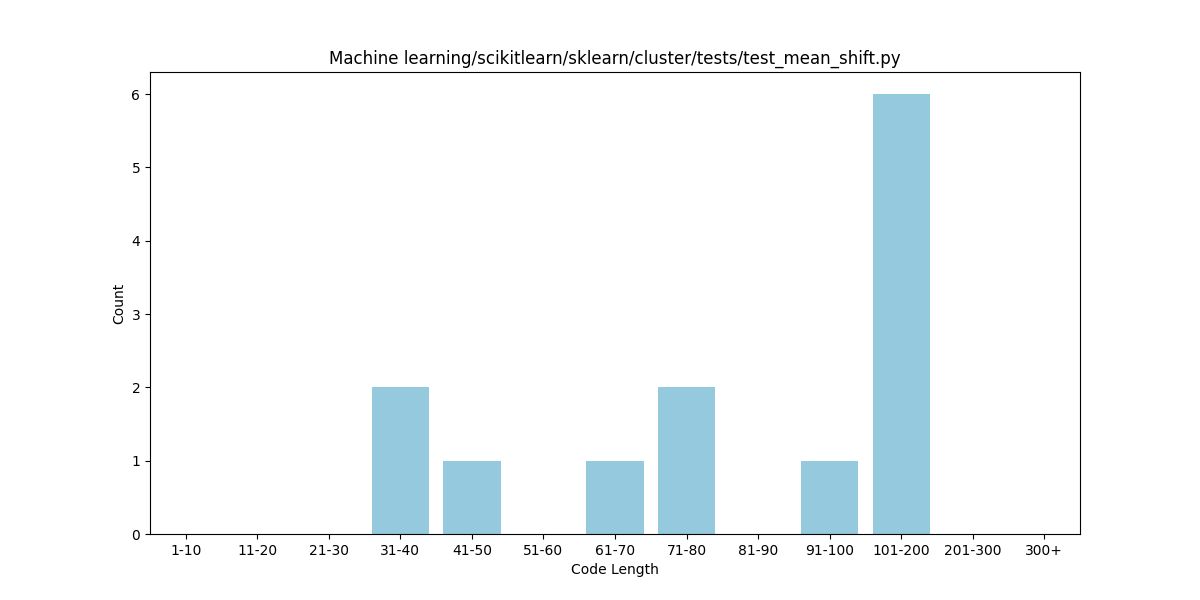 Machine learning/scikitlearn/sklearn/cluster/tests/test_mean_shift.py
6
5
4
3
2
1
0
Count
1-10 11-20 21-30 31-40 41-50 51-60 61-70 71-80 81-90 91-100 101-200 201-300 300+
Code Length